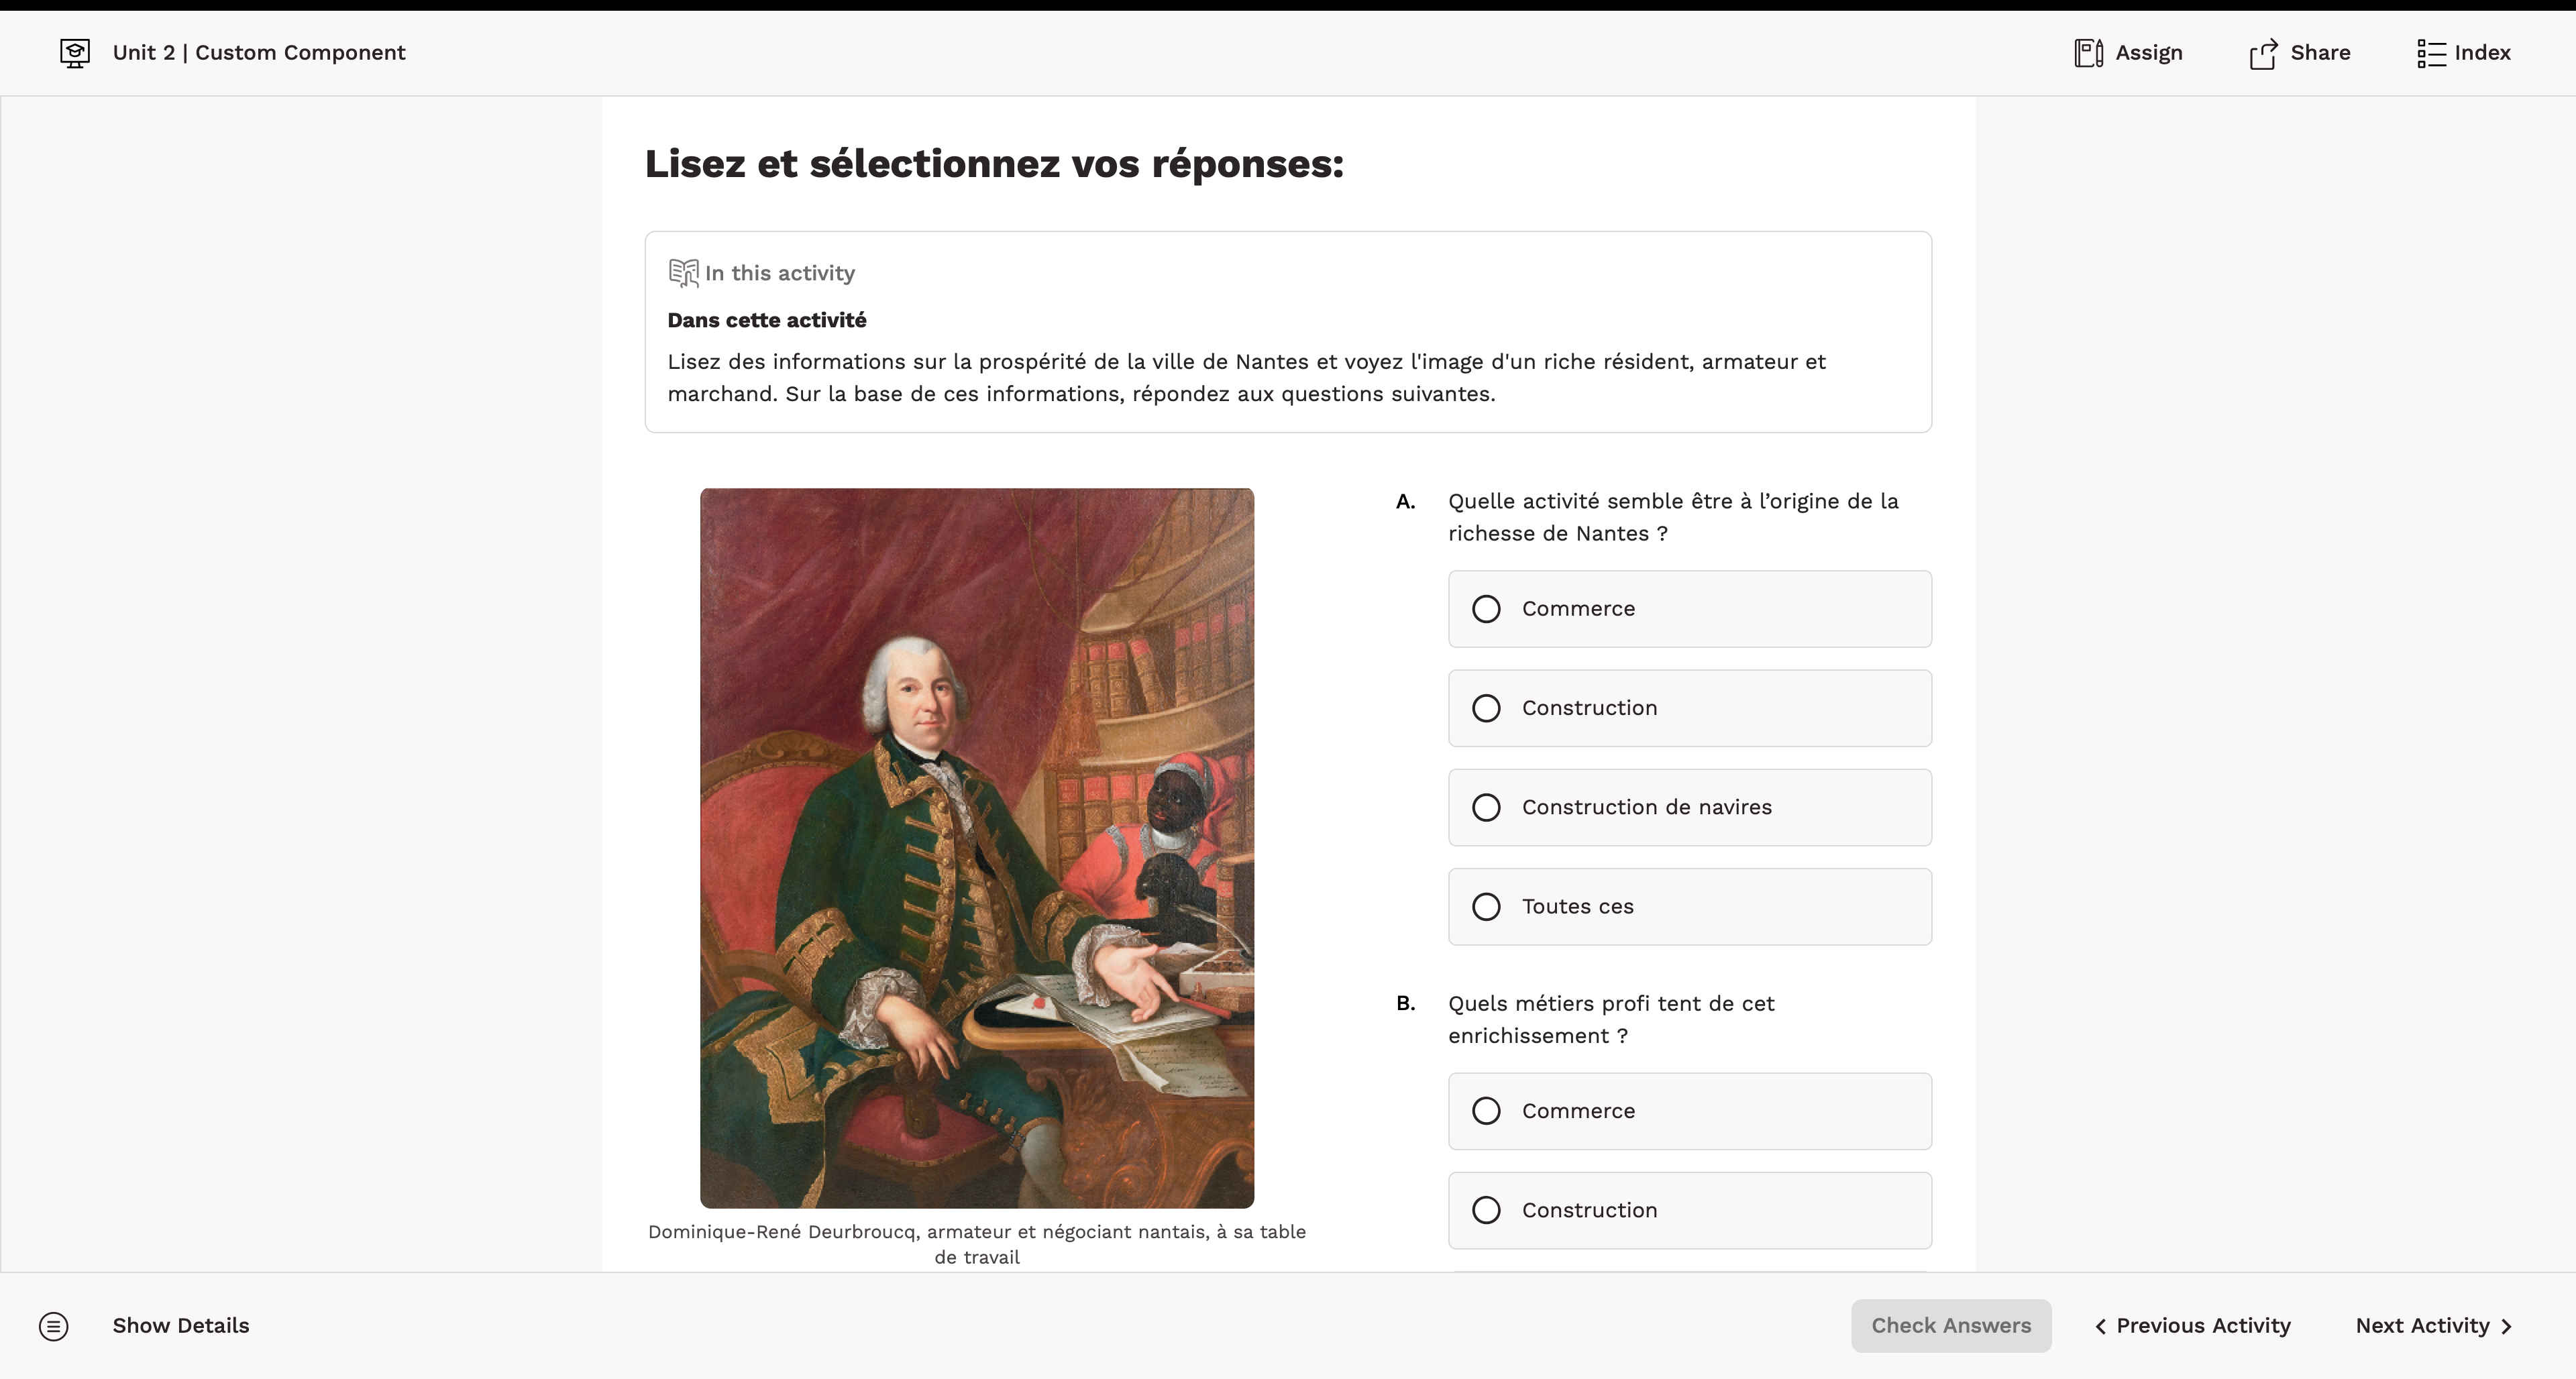 Unit 2 | Custom Component
Assign
Share
Index
Lisez et sélectionnez vos réponses:
In this activity
Dans cette activité
Lisez des informations sur la prospérité de la ville de Nantes et voyez l'image d'un riche résident, armateur et
marchand. Sur la base de ces informations, répondez aux questions suivantes.
Dominique-René Deurbroucq, armateur et négociant nantais, à sa table
de travail
A. Quelle activité semble être à l’origine de la
richesse de Nantes ?
Commerce
Construction
Construction de navires
Toutes ces
B. Quels métiers profi tent de cet
enrichissement ?
Commerce
Construction
Show Details
Check Answers
Previous Activity
Next Activity